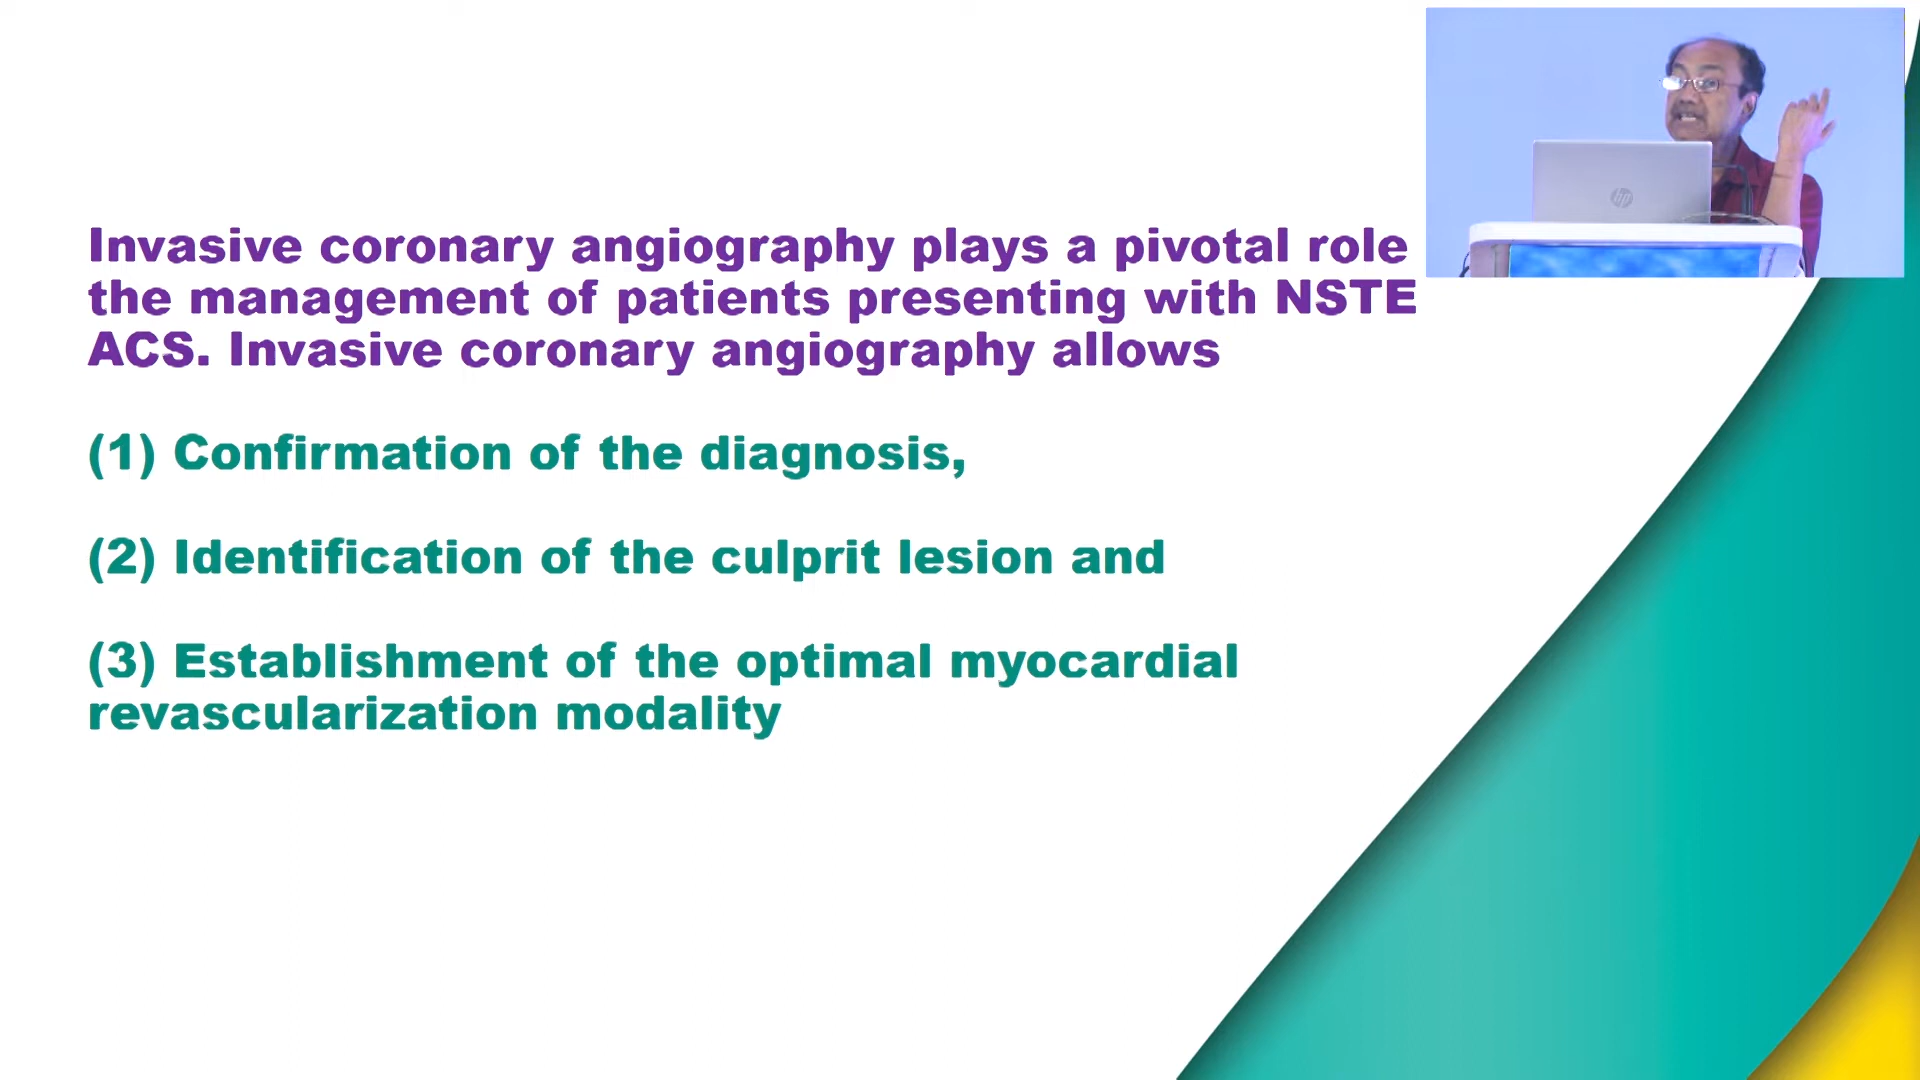 Invasive coronary angiography plays a pivotal role
the management of patients presenting with NSTE
ACS. Invasive coronary angiography allows
(1) Confirmation of the diagnosis,
(2) Identification of the culprit lesion and
(3) Establishment of the optimal myocardial
revascularization modality
hp